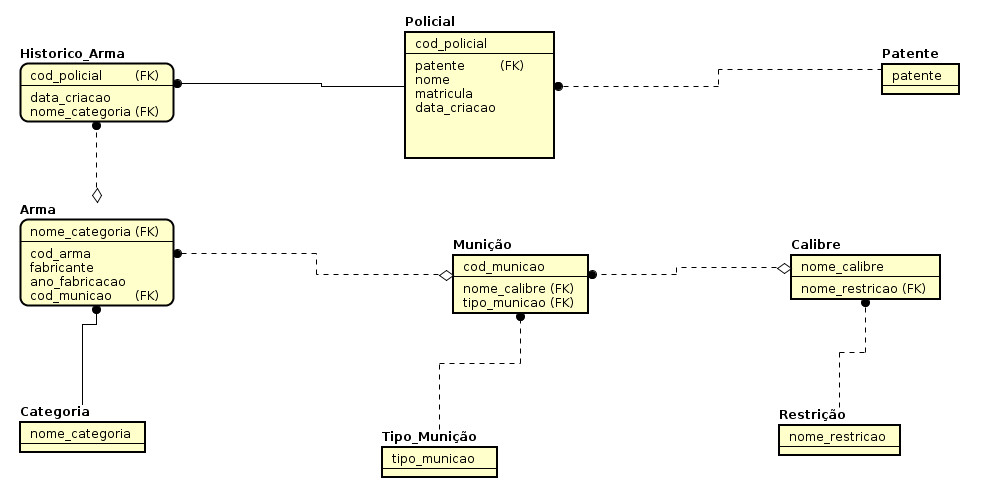 Policial
cod_policial
patente (FK)
nome
matricula
data_criacao
Historico_Arma
cod_policial (FK)
data_criacao
nome_categoria (FK)
Patente
patente
Arma
nome_categoria (FK)
cod_arma
fabricante
ano_fabricacao
cod_municao (FK)
Munição
cod_municao
nome_calibre (FK)
tipo_municao (FK)
Calibre
nome_calibre
nome_restricao (FK)
Categoria
nome_categoria
Tipo_Munição
tipo_municao
Restrição
nome_restricao